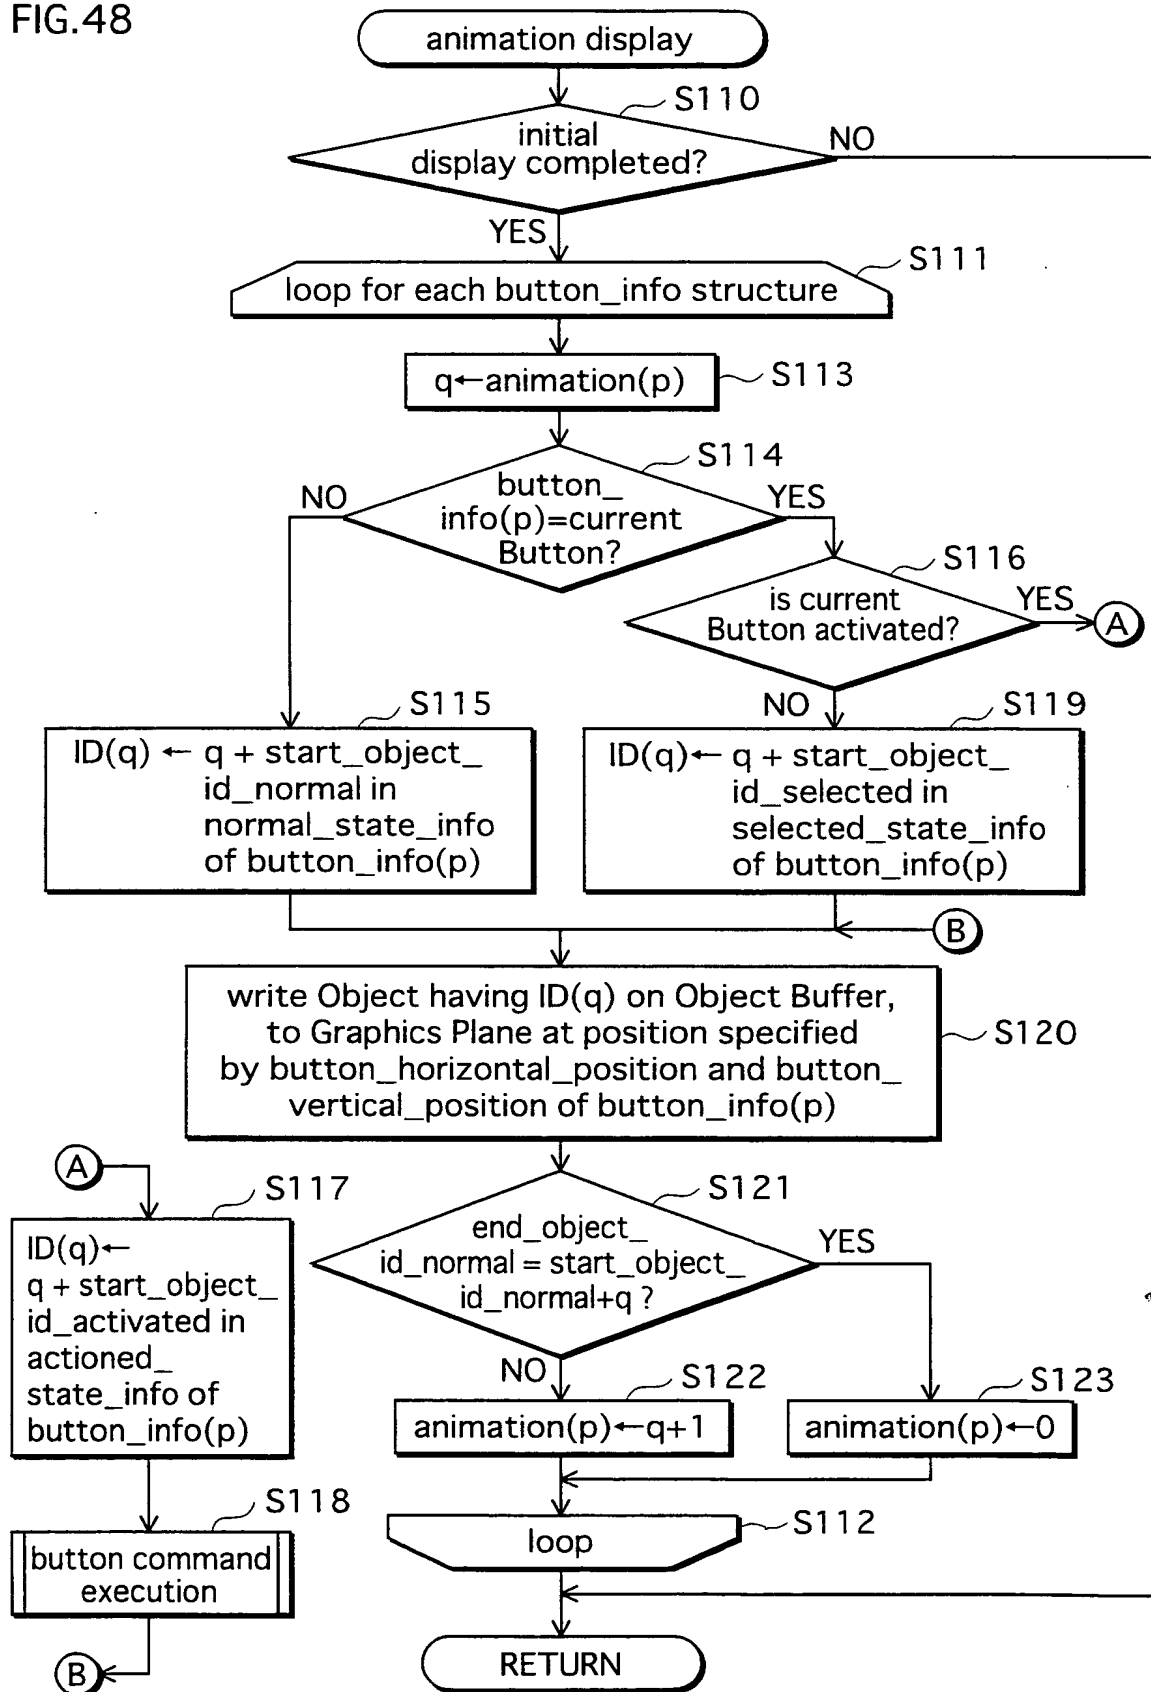 FIG.48
animation display
S110
initial
display completed?
NO
YES
S111
loop for each button_info structure
q←animation(p)
S113
S114
button_
info(p)=current
Button?
NO
YES
S116
is current
Button activated?
YES
A
NO
S115
ID(q) ← q + start_object_
id_normal in
normal_state_info
of button_info(p)
S119
ID(q)← q + start_object_
id_selected in
selected_state_info
of button_info(p)
B
write Object having ID(q) on Object Buffer,
to Graphics Plane at position specified
by button_horizontal_position and button_
vertical_position of button_info(p)
S120
A
S117
ID(q)←
q + start_object_
id_activated in
actioned_
state_info of
button_info(p)
S118
button command
execution
B
S121
end_object_
id_normal = start_object_
id_normal+q ?
YES
NO
S122
animation(p)←q+1
S123
animation(p)←0
S112
loop
RETURN